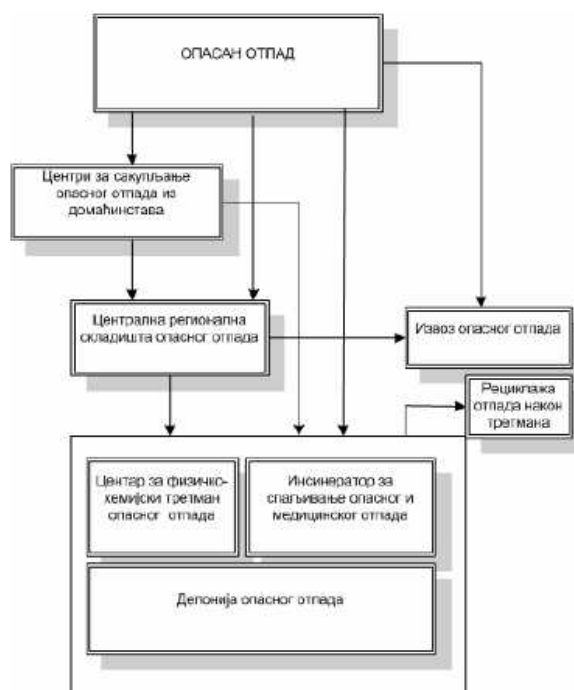 ОПАСАН ОТПАД
Центри за сакупљање
опасног отпада из
домаћинстава
Централна регионална
складишта опасног отпада
Извоз опасног отпада
Рециклажа
отпада након
третмана
Центар за физичко-
хемијски третман
опасног отпада
Инсинератор за
спаљивање опасног и
медицинског отпада
Депонија опасног отпада